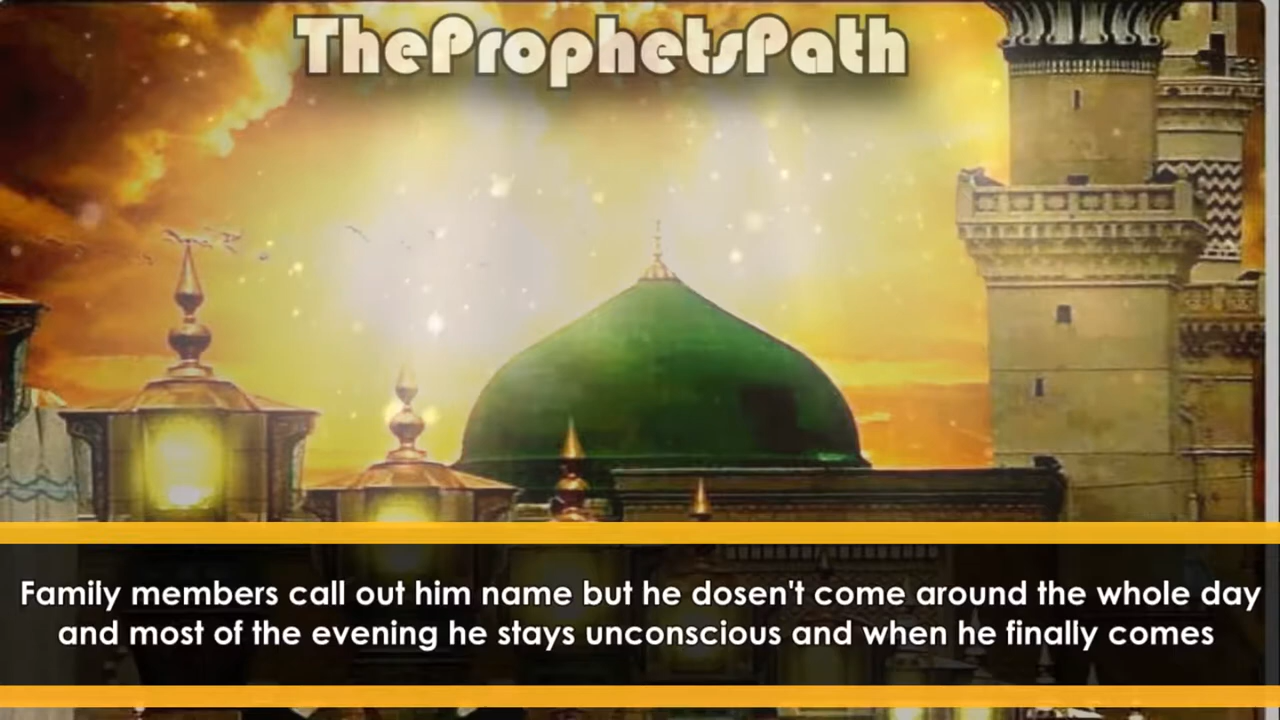 TheProphetsPath
Family members call out him name but he dosen't come around the whole day
and most of the evening he stays unconscious and when he finally comes